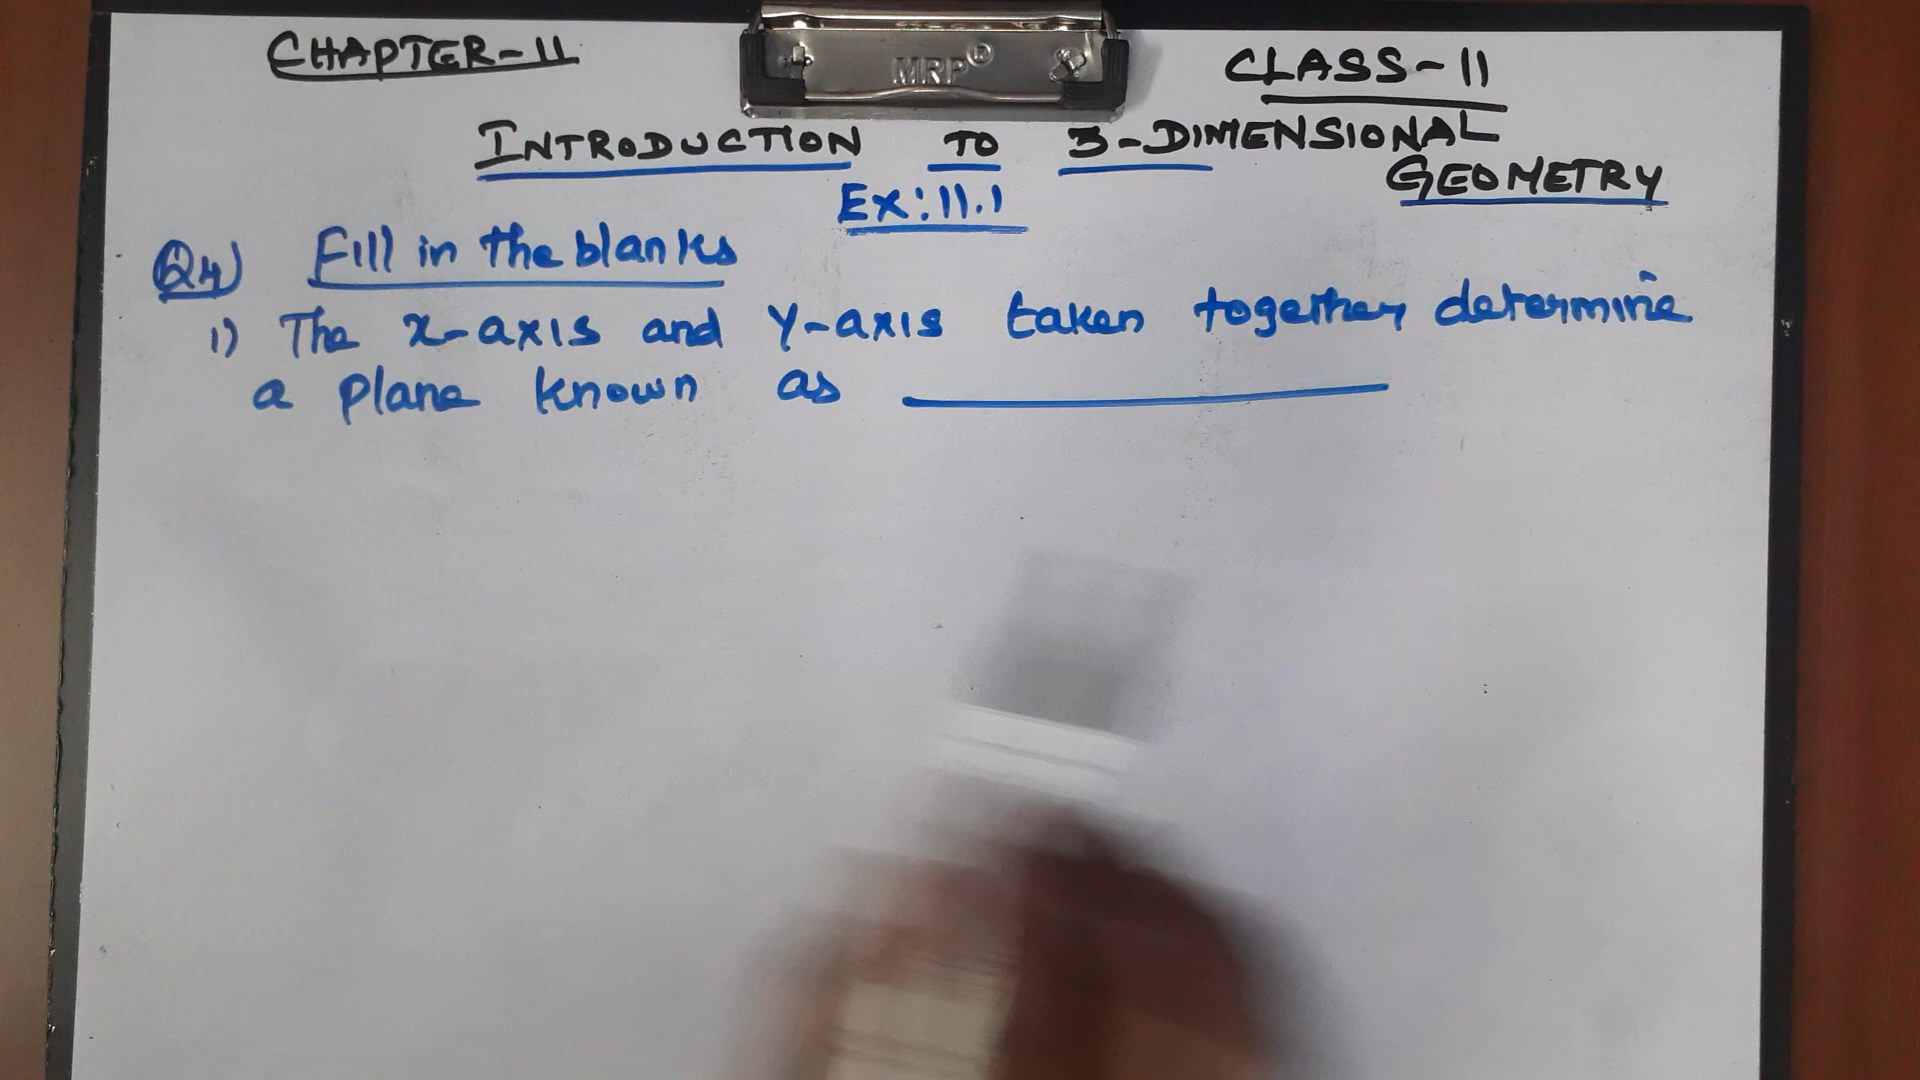 CHAPTER-11
MRP®
CLASS-11
INTRODUCTION TO 3-DIMENSIONAL
GEOMETRY
Ex:11.1
Q4) Fill in the blanks
i) The x-axis and y-axis taken together determine
a plane known as ________